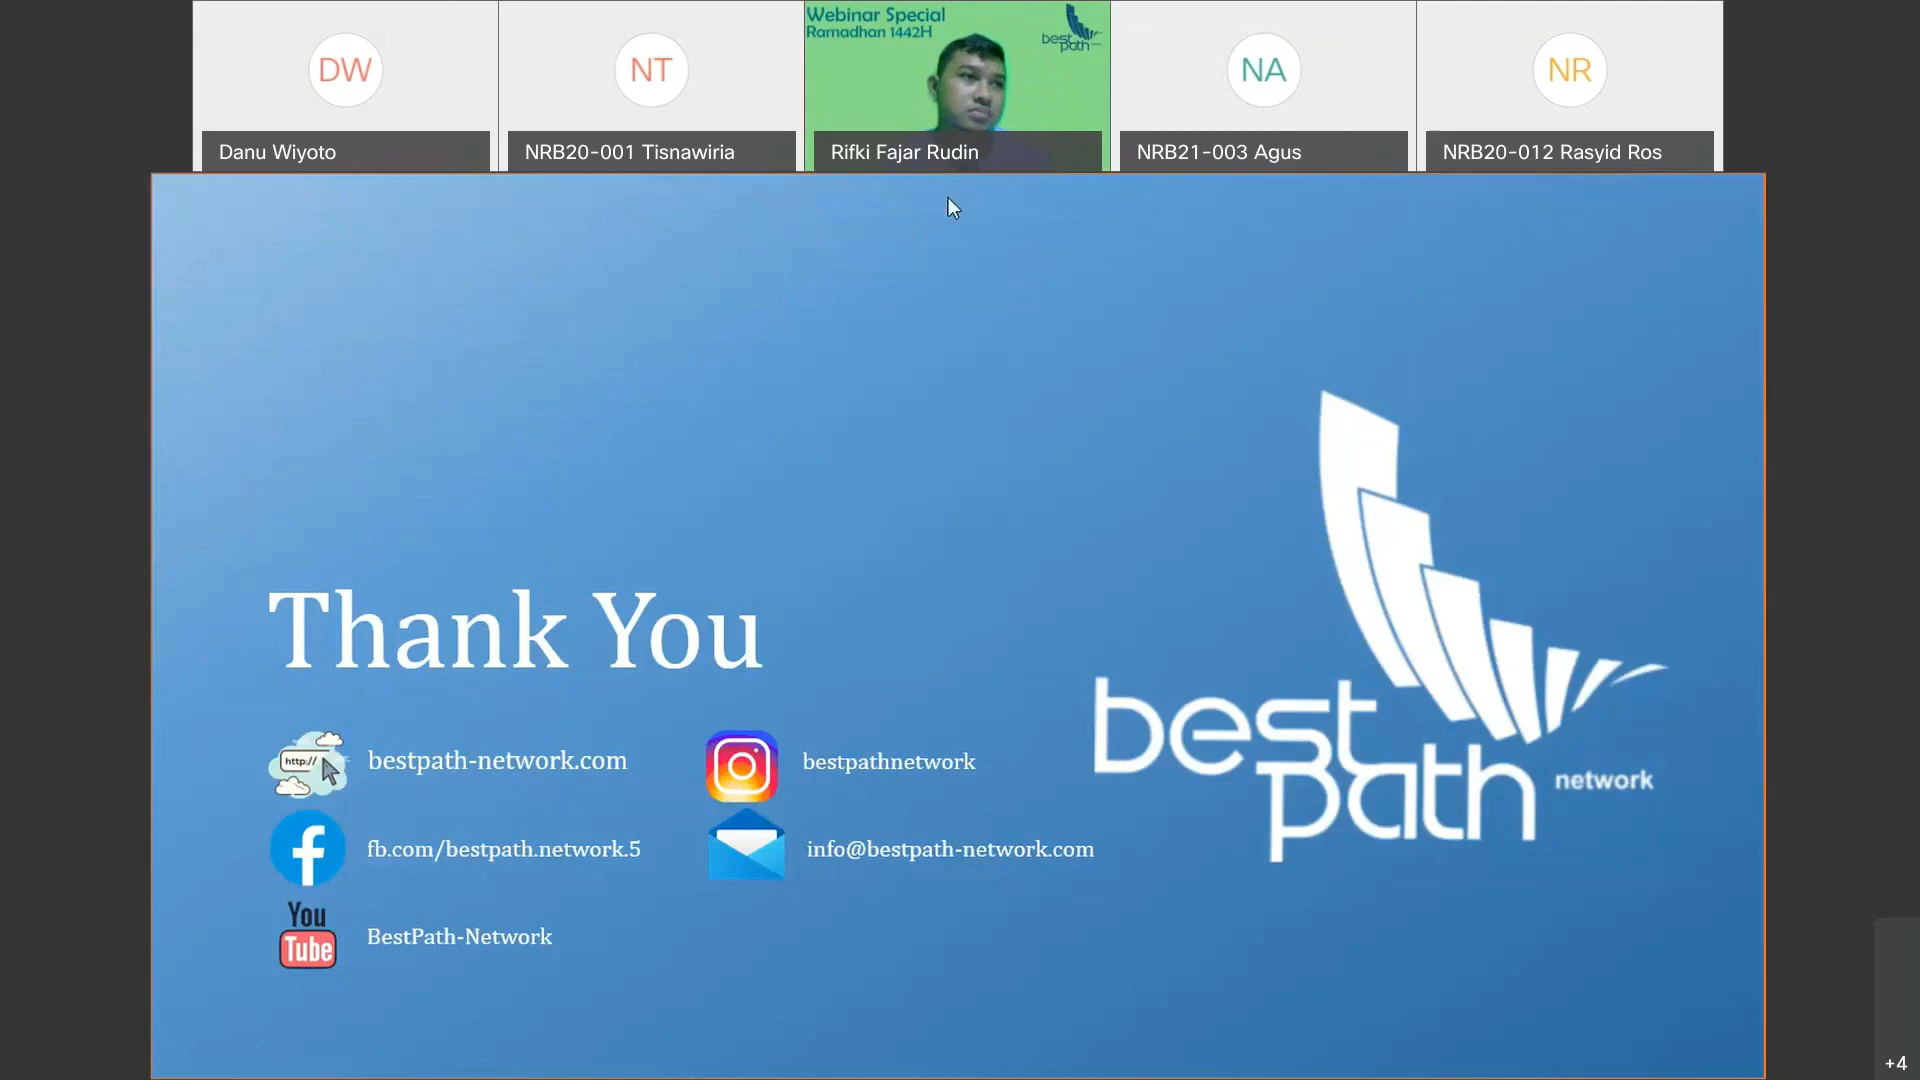 DW
Danu Wiyoto
NT
NRB20-001 Tisnawiria
Webinar Special
Ramadhan 1442H
best
path
Rifki Fajar Rudin
NA
NRB21-003 Agus
NR
NRB20-012 Rasyid Ros
Thank You
http://
bestpath-network.com
bestpathnetwork
fb.com/bestpath.network.5
info@bestpath-network.com
You
Tube
BestPath-Network
best
path
network
+4